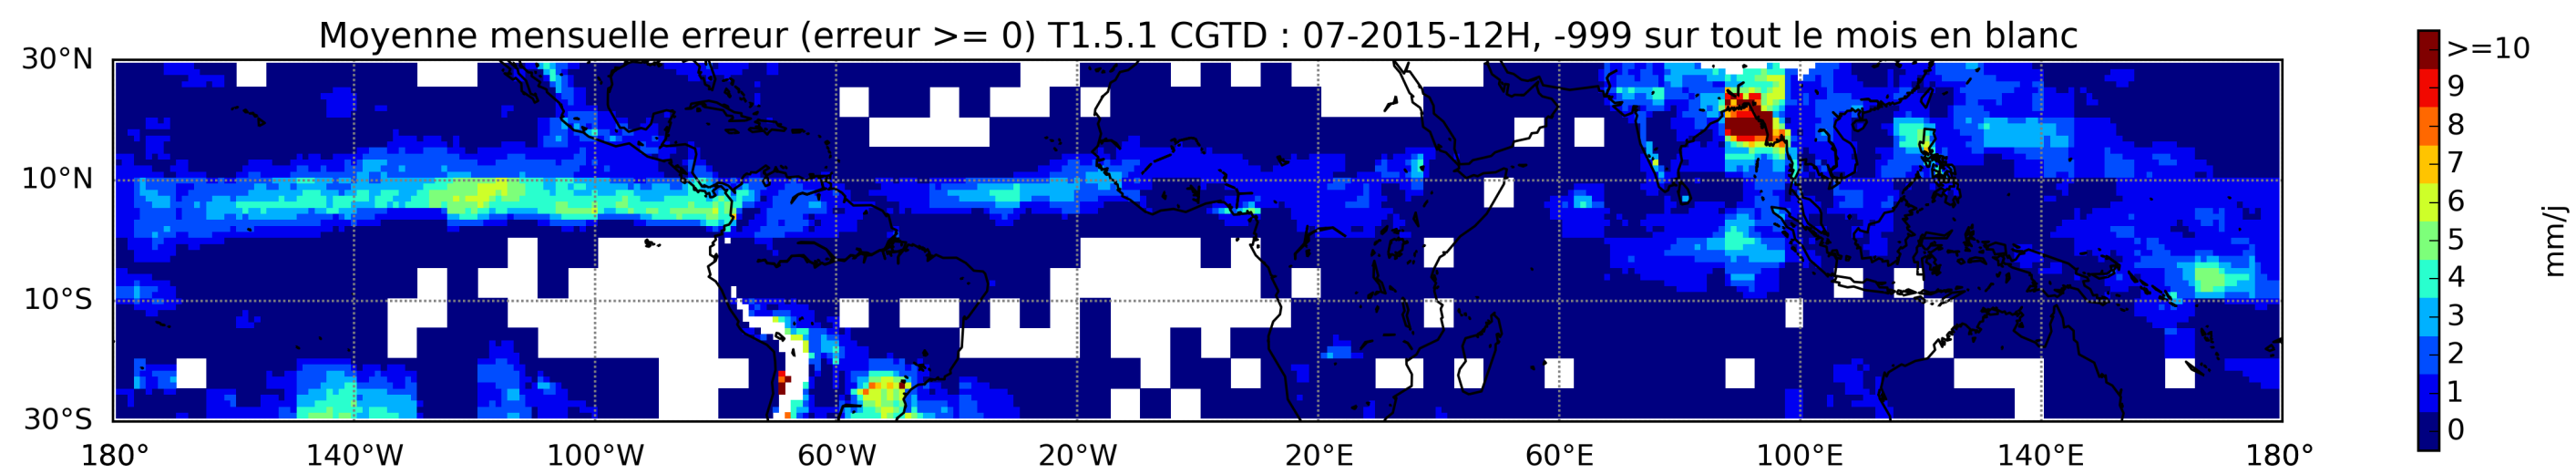 Moyenne mensuelle erreur (erreur >= 0) T1.5.1 CGTD : 07-2015-12H, -999 sur tout le mois en blanc
30°N
10°N
10°S
30°S
180° 140°W 100°W 60°W 20°W 20°E 60°E 100°E 140°E 180°
>=10
9
8
7
6
5
4
3
2
1
0
mm/j